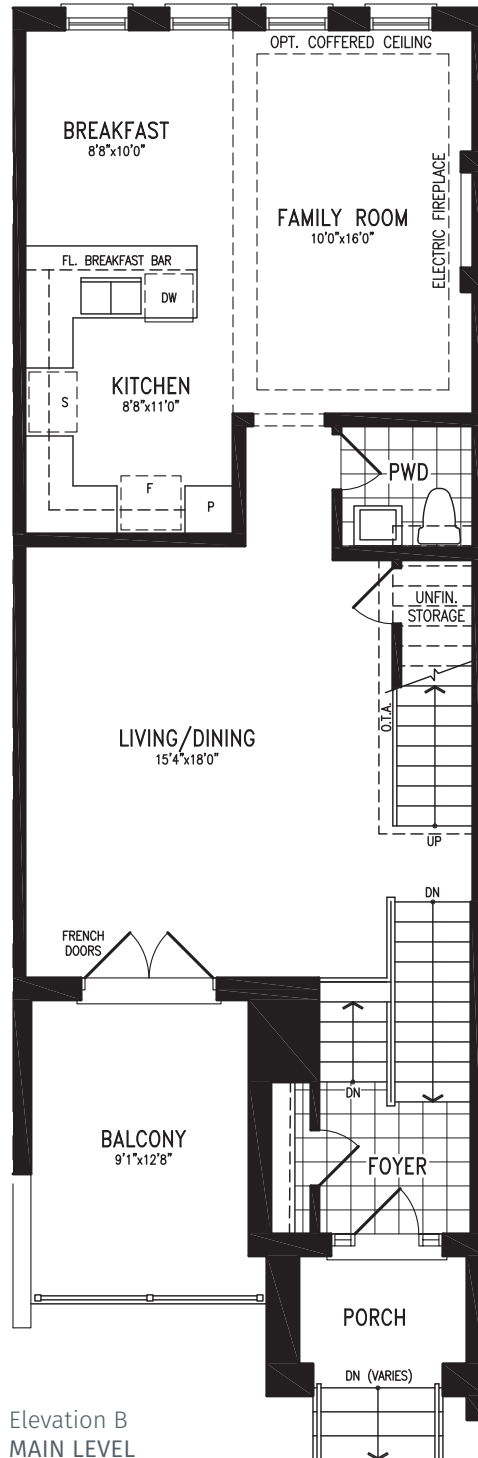 OPT. COFFERED CEILING
BREAKFAST
8'8"x10'0"
FAMILY ROOM
10'0"x16'0"
ELECTRIC FIREPLACE
FL. BREAKFAST BAR
DW
KITCHEN
8'8"x11'0"
S
F
P
PWD
UNFIN.
STORAGE
O.T.A.
LIVING/DINING
15'4"x18'0"
UP
DN
FRENCH
DOORS
DN
BALCONY
9'1"x12'8"
FOYER
PORCH
DN (VARIES)
Elevation B
MAIN LEVEL